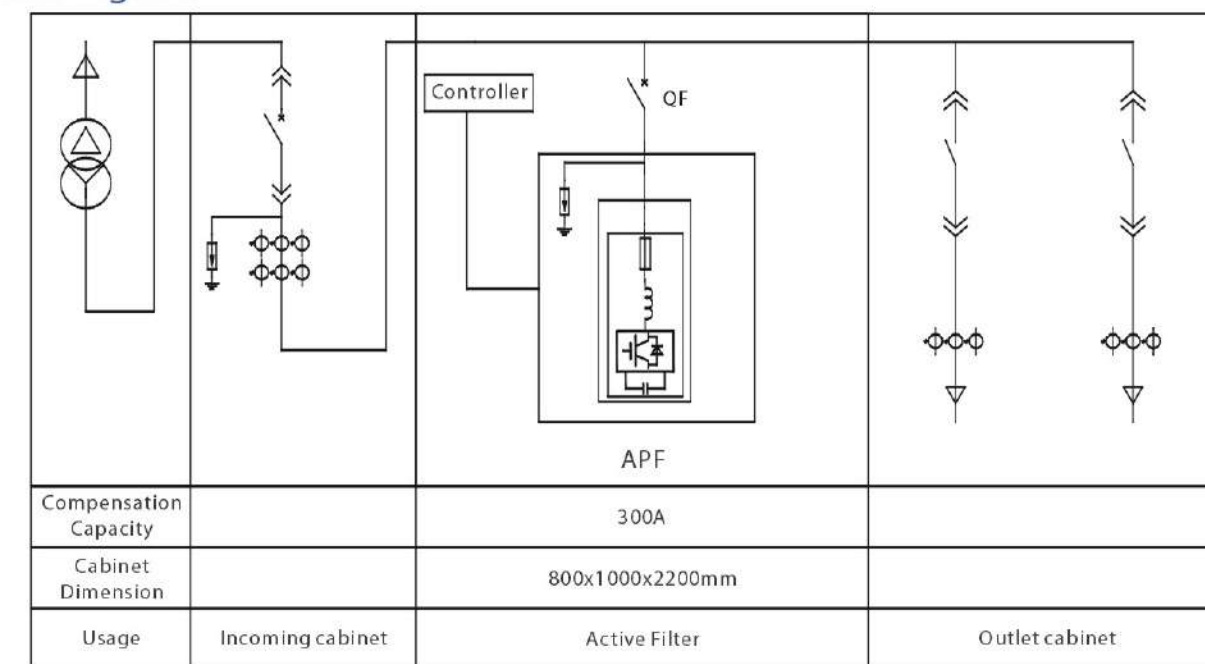 Controller
QF
APF
Compensation
Capacity
300A
Cabinet
Dimension
800x1000x2200mm
Usage
Incoming cabinet
Active Filter
Outlet cabinet